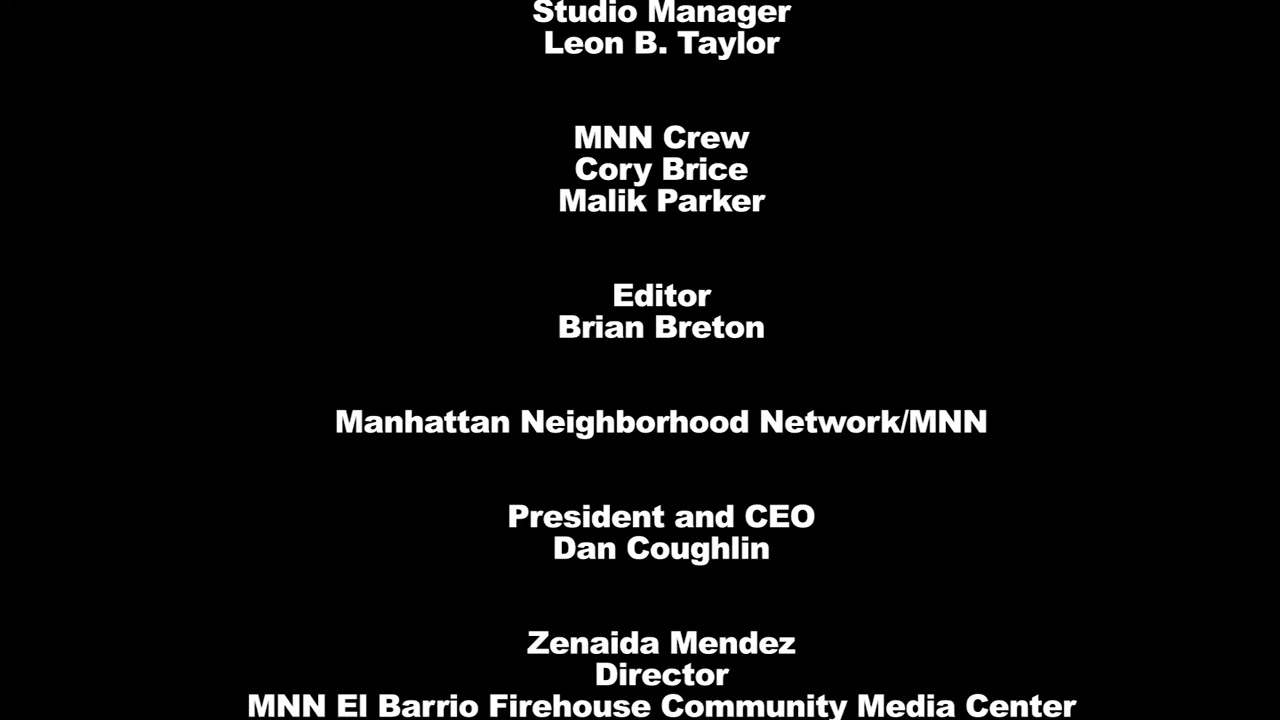 Studio Manager
Leon B. Taylor
MNN Crew
Cory Brice
Malik Parker
Editor
Brian Breton
Manhattan Neighborhood Network/MNN
President and CEO
Dan Coughlin
Zenaida Mendez
Director
MNN El Barrio Firehouse Community Media Center